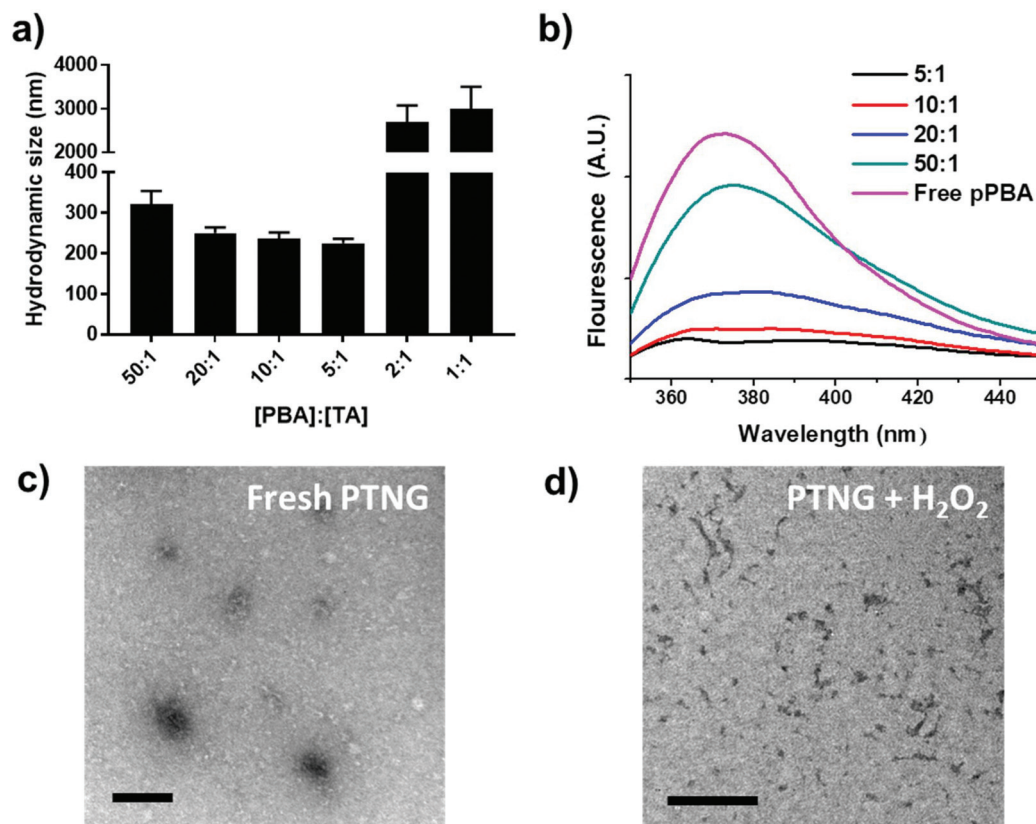 a)
Hydrodynamic size (nm)
4000
3000
2000
400
300
200
100
0
50:1
20:1
10:1
5:1
2:1
1:1
[PBA]:[TA]
b)
Flourescence (A.U.)
5:1
10:1
20:1
50:1
Free pPBA
360
380
400
420
440
Wavelength (nm)
c)
Fresh PTNG
d)
PTNG + H₂O₂